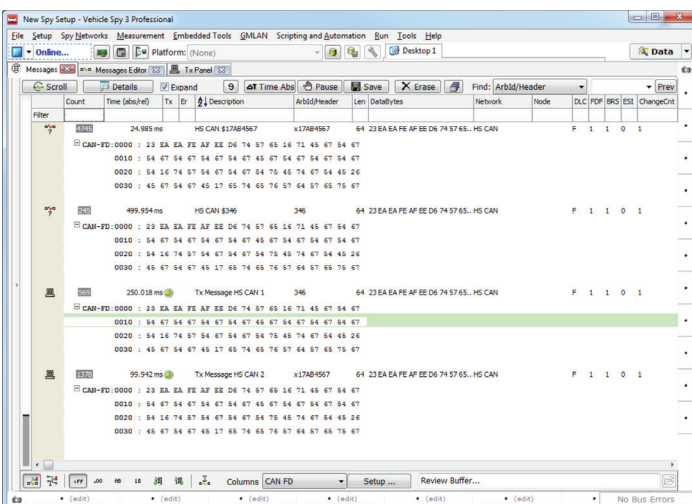 New Spy Setup - Vehicle Spy 3 Professional
File Setup Spy Networks Measurement Embedded Tools GMLAN Scripting and Automation Run Tools Help
Online... Platform: (None) Desktop 1 Data
Messages Messages Editor Tx Panel
Scroll Details Expand 9 ΔT Time Abs Pause Save Erase Find: ArbId/Header Prev
Count Time (abs/rel) Tx Er Description ArbId/Header Len DataBytes Network Node DLC FDF BRS ESI ChangeCnt
Filter
4745 24.985 ms HS CAN $17AB4567 x17AB4567 64 23 EA EA FE AF EE D6 74 57 65... HS CAN F 1 1 0 1
CAN-FD:0000 : 23 EA EA FE AF EE D6 74 57 65 16 71 45 67 54 67
0010 : 54 67 54 67 54 67 54 67 45 67 54 67 54 67 54 67
0020 : 54 16 74 57 54 67 54 67 54 75 45 74 67 54 45 26
0030 : 45 67 54 67 45 17 65 74 65 76 57 64 57 65 75 67
245 499.954 ms HS CAN $346 346 64 23 EA EA FE AF EE D6 74 57 65... HS CAN F 1 1 0 1
CAN-FD:0000 : 23 EA EA FE AF EE D6 74 57 65 16 71 45 67 54 67
0010 : 54 67 54 67 54 67 54 67 45 67 54 67 54 67 54 67
0020 : 54 16 74 57 54 67 54 67 54 75 45 74 67 54 45 26
0030 : 45 67 54 67 45 17 65 74 65 76 57 64 57 65 75 67
250.018 ms Tx Message HS CAN 1 346 64 23 EA EA FE AF EE D6 74 57 65... HS CAN F 1 1 0 1
CAN-FD:0000 : 23 EA EA FE AF EE D6 74 57 65 16 71 45 67 54 67
0010 : 54 67 54 67 54 67 54 67 45 67 54 67 54 67 54 67
0020 : 54 16 74 57 54 67 54 67 54 75 45 74 67 54 45 26
0030 : 45 67 54 67 45 17 65 74 65 76 57 64 57 65 75 67
1370 99.942 ms Tx Message HS CAN 2 x17AB4567 64 23 EA EA FE AF EE D6 74 57 65... HS CAN F 1 1 0 1
CAN-FD:0000 : 23 EA EA FE AF EE D6 74 57 65 16 71 45 67 54 67
0010 : 54 67 54 67 54 67 54 67 45 67 54 67 54 67 54 67
0020 : 54 16 74 57 54 67 54 67 54 75 45 74 67 54 45 26
0030 : 45 67 54 67 45 17 65 74 65 76 57 64 57 65 75 67
Columns CAN FD Setup ... Review Buffer...
(edit) (edit) (edit) (edit) (edit) (edit) No Bus Errors